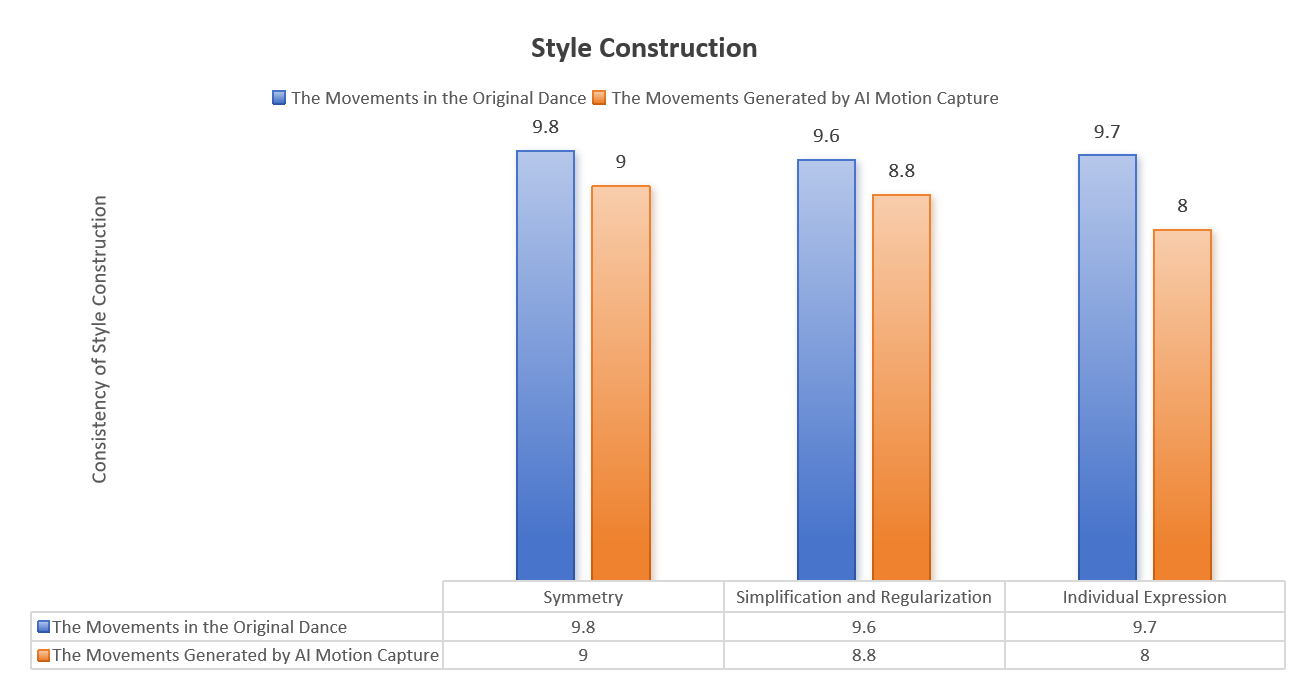 Style Construction
The Movements in the Original Dance The Movements Generated by AI Motion Capture
9.8
9
9.6
8.8
9.7
8
Consistency of Style Construction
Symmetry Simplification and Regularization Individual Expression
The Movements in the Original Dance 9.8 9.6 9.7
The Movements Generated by AI Motion Capture 9 8.8 8